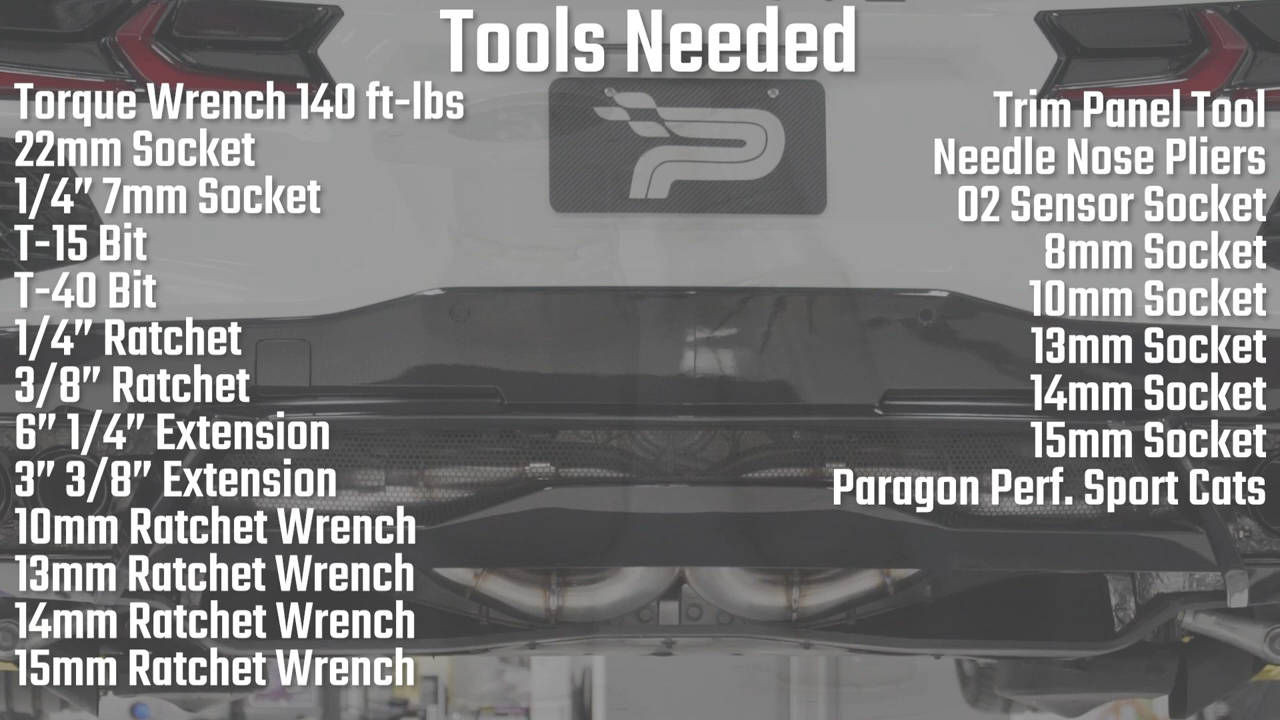 Tools Needed
Torque Wrench 140 ft-lbs
22mm Socket
1/4” 7mm Socket
T-15 Bit
T-40 Bit
1/4” Ratchet
3/8” Ratchet
6” 1/4” Extension
3” 3/8” Extension
10mm Ratchet Wrench
13mm Ratchet Wrench
14mm Ratchet Wrench
15mm Ratchet Wrench
Trim Panel Tool
Needle Nose Pliers
O2 Sensor Socket
8mm Socket
10mm Socket
13mm Socket
14mm Socket
15mm Socket
Paragon Perf. Sport Cats